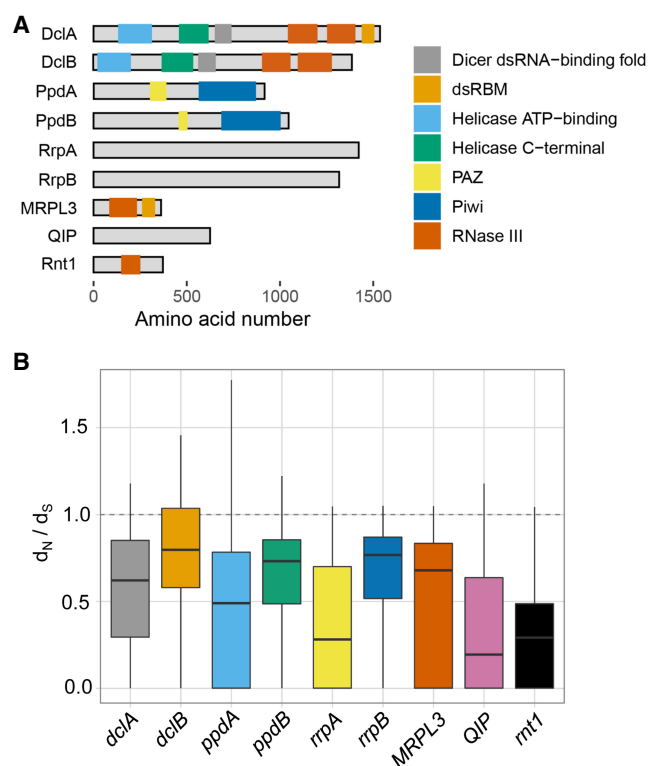 A
DclA
DclB
PpdA
PpdB
RrpA
RrpB
MRPL3
QIP
Rnt1
0 500 1000 1500
Amino acid number
Dicer dsRNA−binding fold
dsRBM
Helicase ATP−binding
Helicase C−terminal
PAZ
Piwi
RNase III
B
dN / dS
1.5
1.0
0.5
0.0
dclA dclB ppdA ppdB rrpA rrpB MRPL3 QIP rnt1